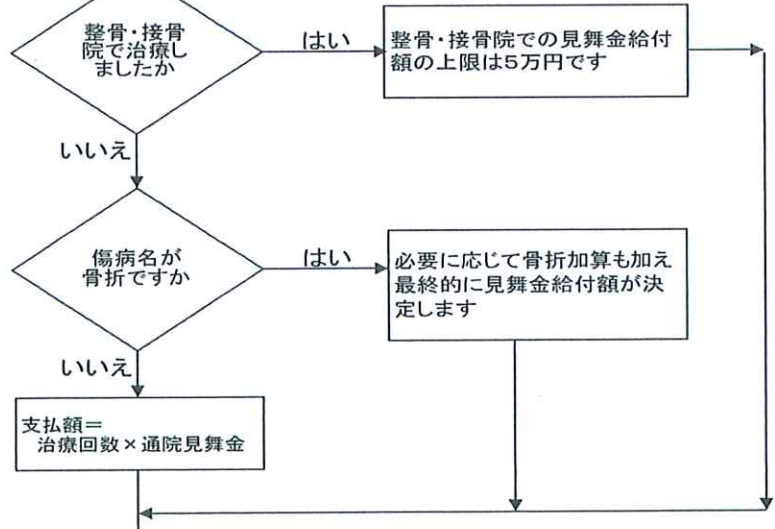 整骨・接骨
院で治療し
ましたか
はい
整骨・接骨院での見舞金給付
額の上限は5万円です
いいえ
傷病名が
骨折ですか
はい
必要に応じて骨折加算も加え
最終的に見舞金給付額が決
定します
いいえ
支払額＝
治療回数×通院見舞金